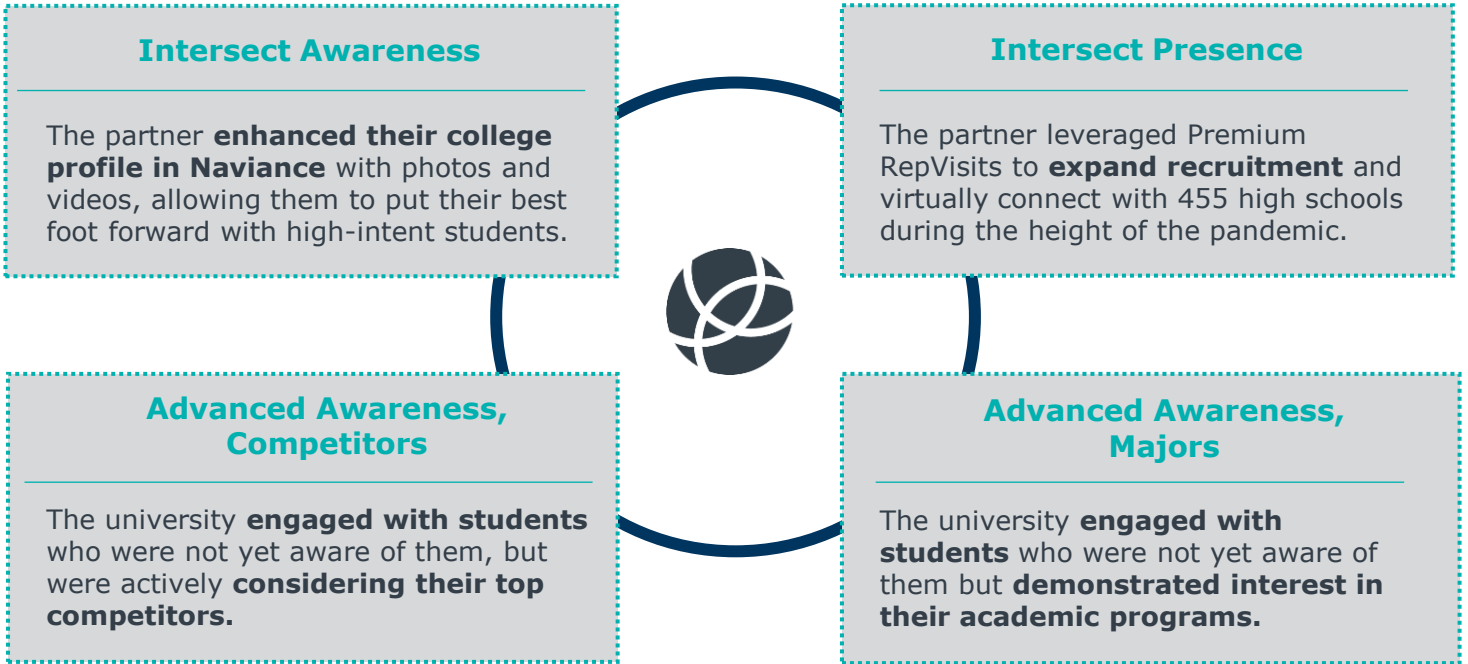 Intersect Awareness
The partner enhanced their college
profile in Naviance with photos and
videos, allowing them to put their best
foot forward with high-intent students.
Intersect Presence
The partner leveraged Premium
RepVisits to expand recruitment and
virtually connect with 455 high schools
during the height of the pandemic.
Advanced Awareness,
Competitors
The university engaged with students
who were not yet aware of them, but
were actively considering their top
competitors.
Advanced Awareness,
Majors
The university engaged with
students who were not yet aware of
them but demonstrated interest in
their academic programs.